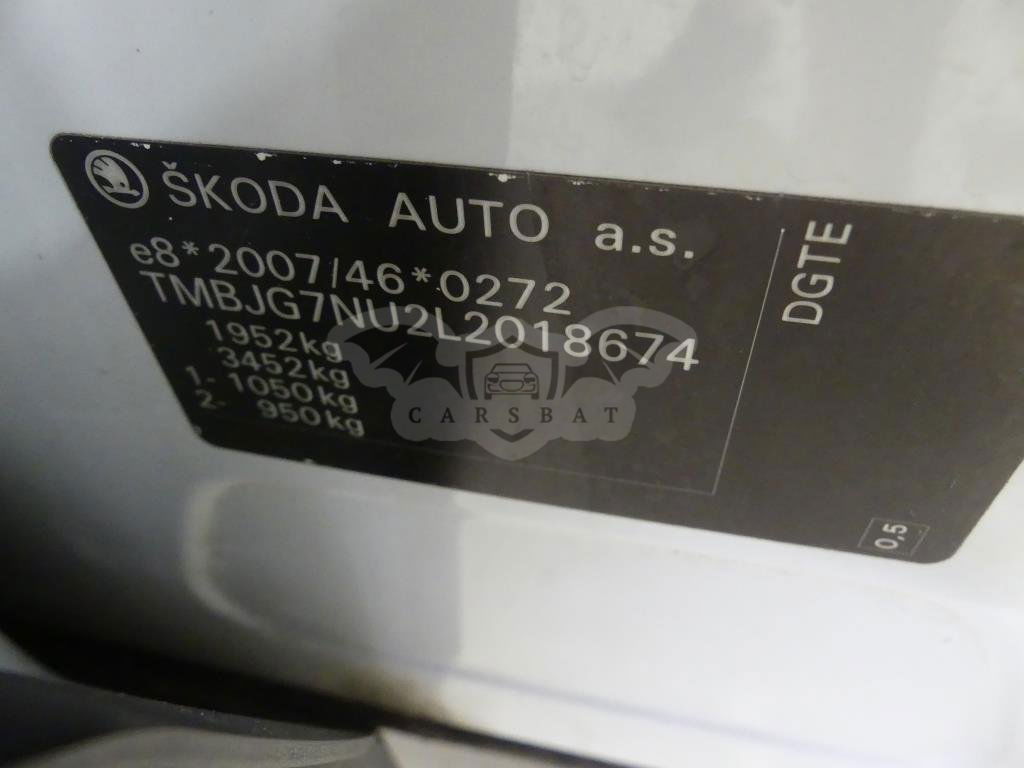 ŠKODA AUTO a.s.
e8*2007/46*0272
TMBJG7NU2L2018674
1952kg
3452kg
1- 1050kg
2- 950kg
DGTE
0,5
CARSBAT